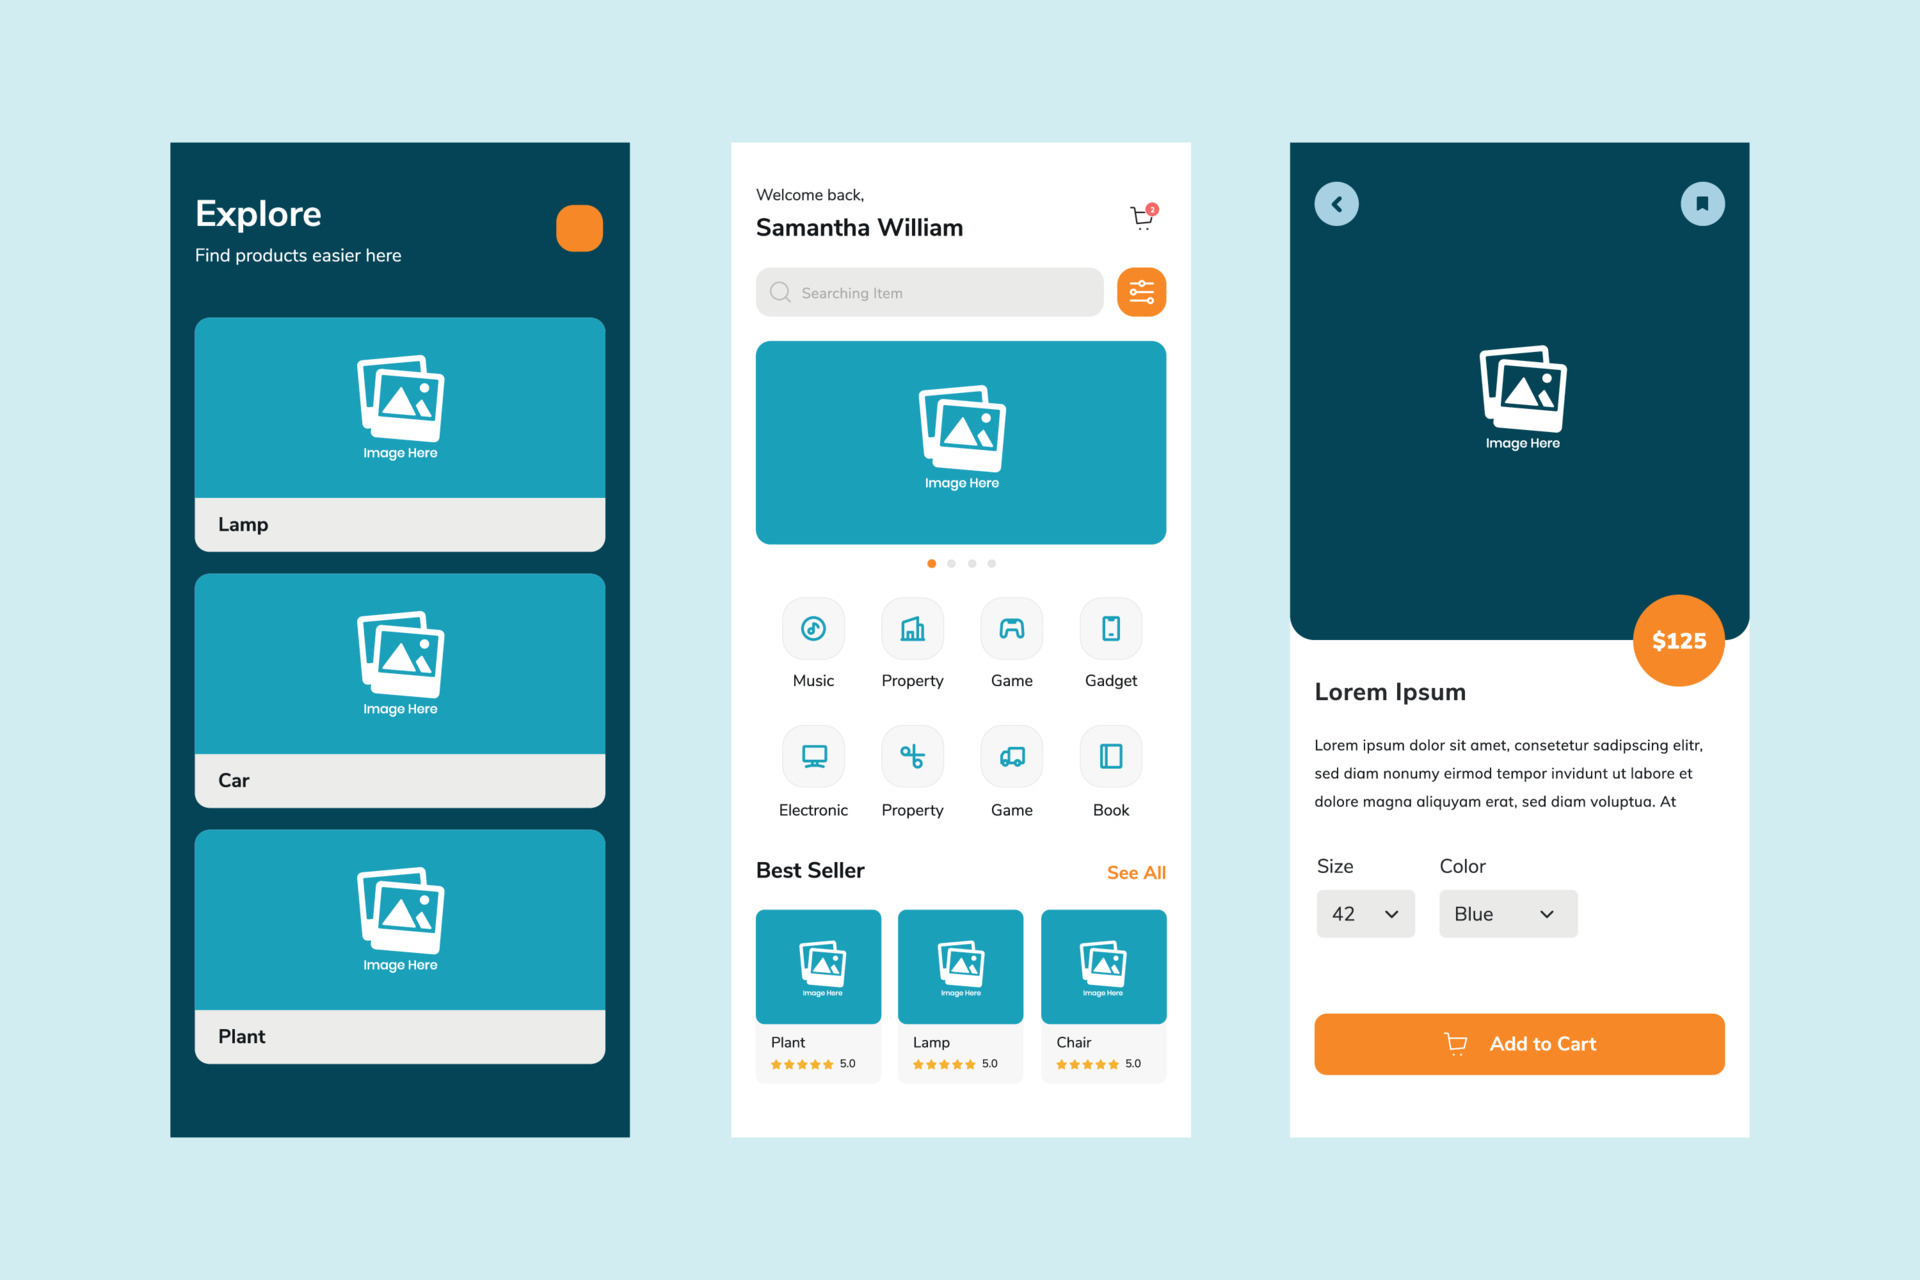 Explore
Find products easier here
Image Here
Lamp
Image Here
Car
Image Here
Plant
Welcome back,
Samantha William
2
Searching Item
Image Here
Music Property Game Gadget
Electronic Property Game Book
Best Seller See All
Image Here Image Here Image Here
Plant Lamp Chair
5.0 5.0 5.0
Image Here
$125
Lorem Ipsum
Lorem ipsum dolor sit amet, consetetur sadipscing elitr,
sed diam nonumy eirmod tempor invidunt ut labore et
dolore magna aliquyam erat, sed diam voluptua. At
Size Color
42 Blue
Add to Cart